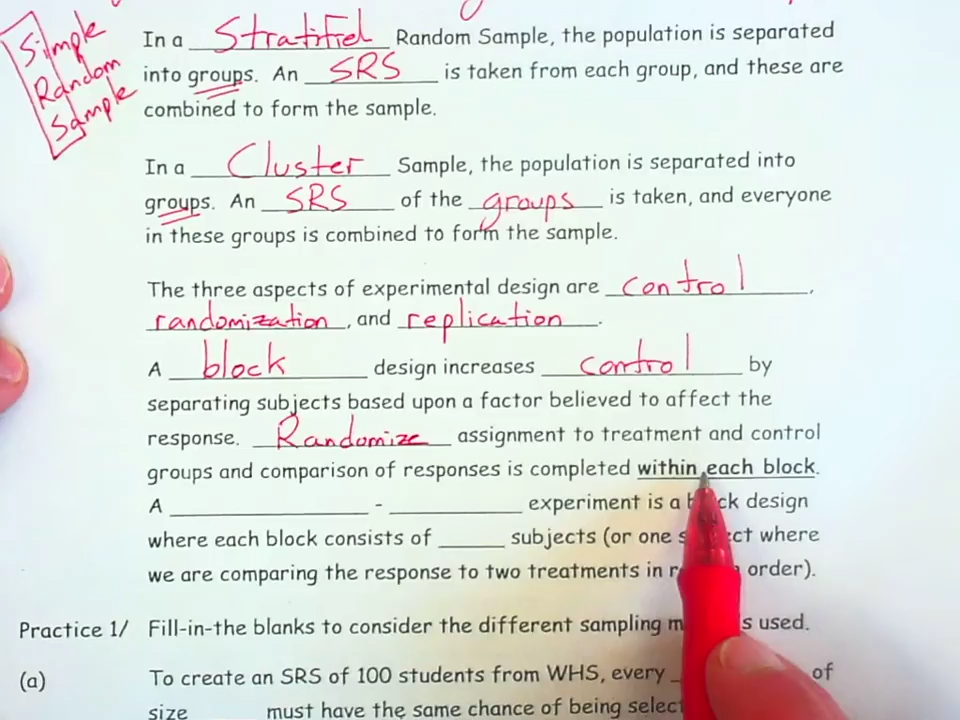 Simple
Random
Sample
In a Stratified Random Sample, the population is separated
into groups. An SRS is taken from each group, and these are
combined to form the sample.
In a Cluster Sample, the population is separated into
groups. An SRS of the groups is taken, and everyone
in these groups is combined to form the sample.
The three aspects of experimental design are control,
randomization, and replication.
A block design increases control by
separating subjects based upon a factor believed to affect the
response. Randomize assignment to treatment and control
groups and comparison of responses is completed within each block.
A ____________ - ____________ experiment is a design
where each block consists of ______ subjects (or one where
we are comparing the response to two treatments in order).
Practice 1/ Fill-in-the blanks to consider the different sampling used.
(a) To create an SRS of 100 students from WHS, every of
size ______ must have the same chance of being